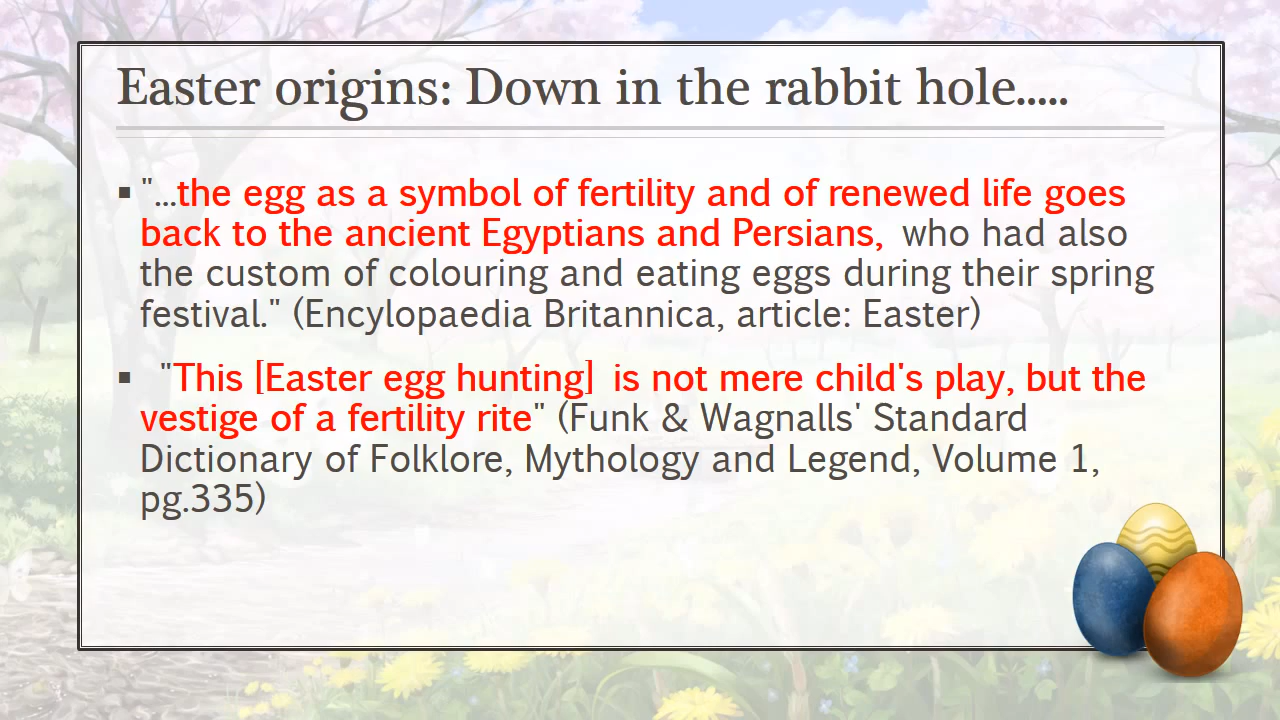 Easter origins: Down in the rabbit hole.....
▪ "...the egg as a symbol of fertility and of renewed life goes
back to the ancient Egyptians and Persians, who had also
the custom of colouring and eating eggs during their spring
festival." (Encylopaedia Britannica, article: Easter)
▪ "This [Easter egg hunting] is not mere child's play, but the
vestige of a fertility rite" (Funk & Wagnalls' Standard
Dictionary of Folklore, Mythology and Legend, Volume 1,
pg.335)